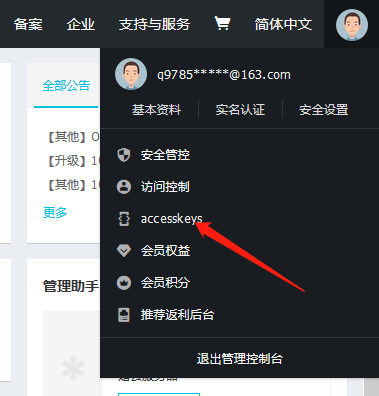 备案 企业 支持与服务 简体中文
q9785*****@163.com
基本资料 实名认证 安全设置
全部公告
【其他】O
【升级】10
【其他】10
更多
安全管控
访问控制
accesskeys
会员权益
会员积分
推荐返利后台
管理助手
退出管理控制台